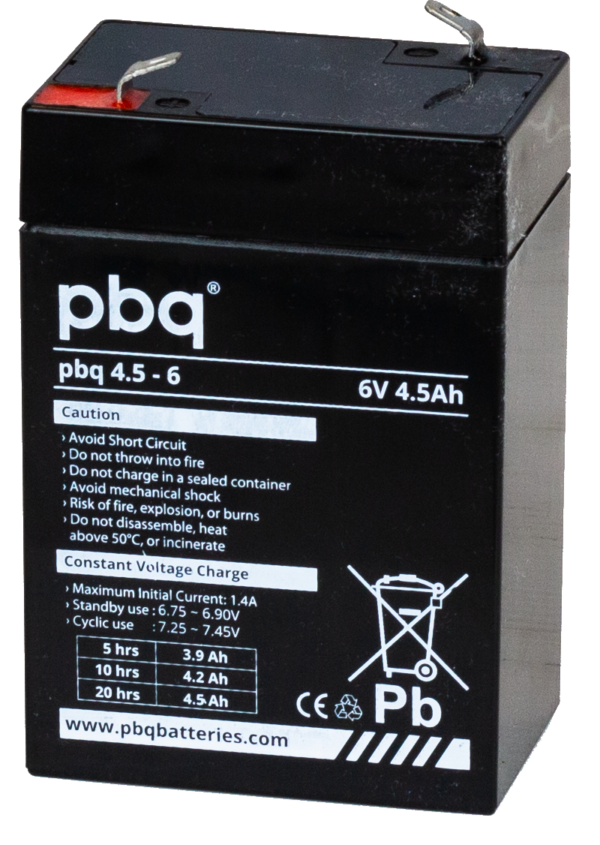 pbq®
pbq 4.5 - 6
6V 4.5Ah
Caution
› Avoid Short Circuit
› Do not throw into fire
› Do not charge in a sealed container
› Avoid mechanical shock
› Risk of fire, explosion, or burns
› Do not disassemble, heat
above 50°C, or incinerate
Constant Voltage Charge
› Maximum Initial Current: 1.4A
› Standby use : 6.75 ~ 6.90V
› Cyclic use : 7.25 ~ 7.45V
5 hrs 3.9 Ah
10 hrs 4.2 Ah
20 hrs 4.5 Ah
CE
Pb
www.pbqbatteries.com